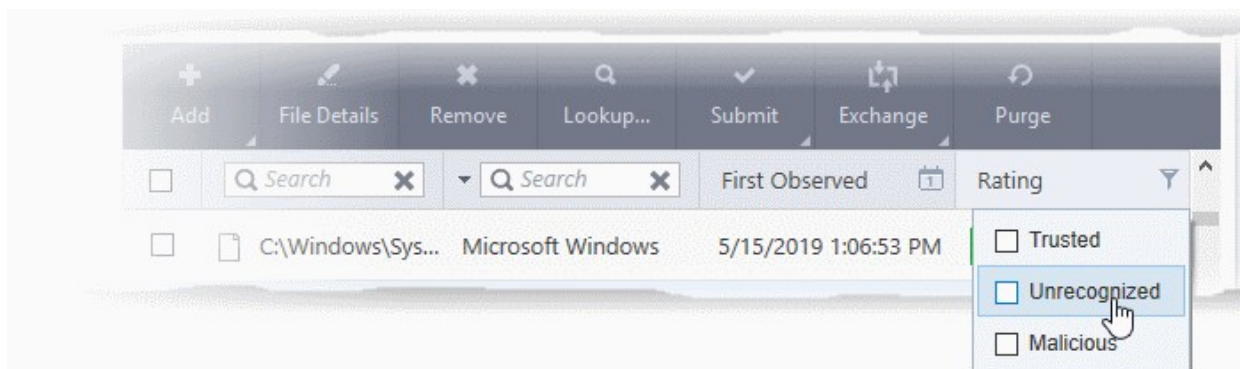 Add File Details Remove Lookup... Submit Exchange Purge
Search Search First Observed 1 Rating
C:\Windows\Sys... Microsoft Windows 5/15/2019 1:06:53 PM
Trusted
Unrecognized
Malicious